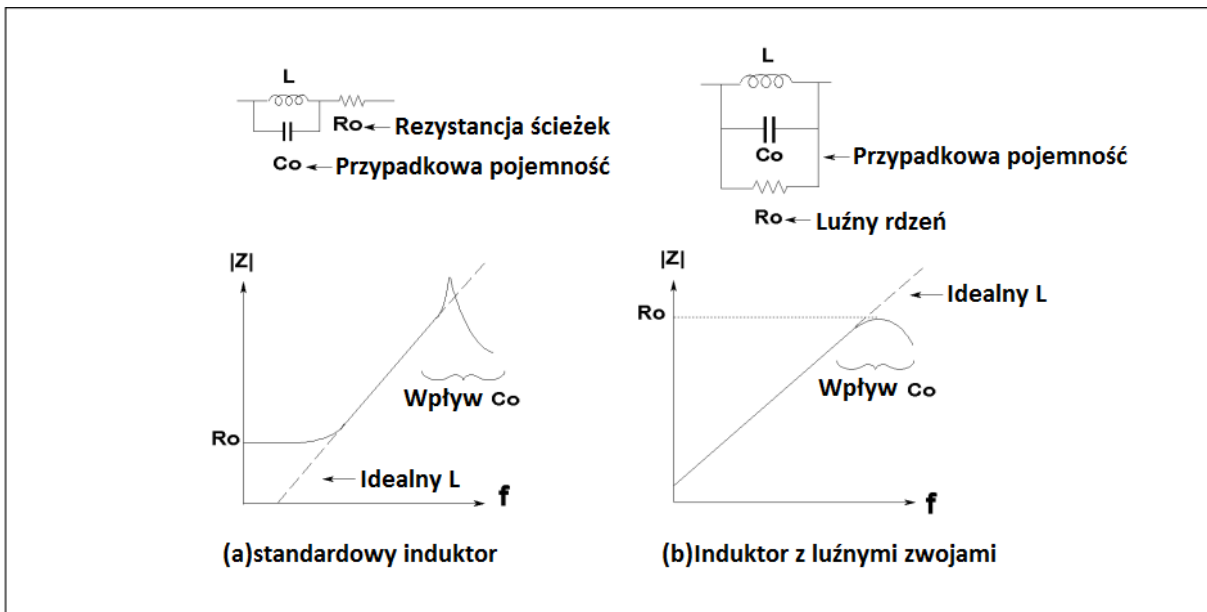 L
Ro
Rezystancja ścieżek
Co
Przypadkowa pojemność
|Z|
Ro
Wpływ Co
Idealny L
f
(a)standardowy induktor
L
Co
Przypadkowa pojemność
Ro
Luźny rdzeń
|Z|
Idealny L
Ro
Wpływ Co
f
(b)Induktor z luźnymi zwojami